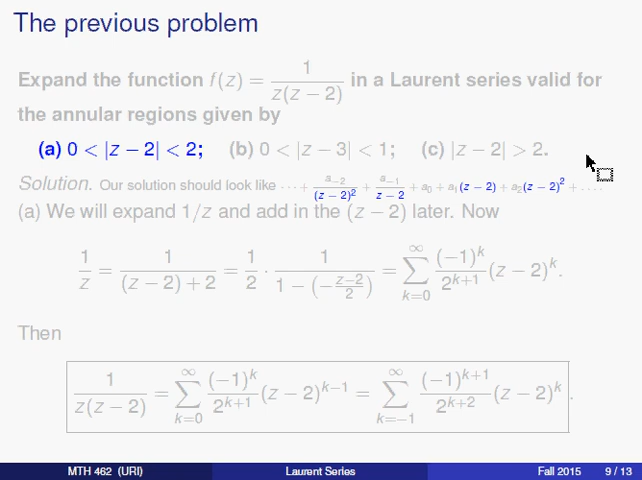 The previous problem
Expand the function f(z) = 1/(z(z − 2)) in a Laurent series valid for
the annular regions given by
(a) 0 < |z − 2| < 2; (b) 0 < |z − 3| < 1; (c) |z − 2| > 2.
Solution. Our solution should look like ··· + a₋₂/(z−2)² + a₋₁/(z−2) + a₀ + a₁(z − 2) + a₂(z − 2)² + ....
(a) We will expand 1/z and add in the (z − 2) later. Now
1/z = 1/((z − 2) + 2) = 1/2 · 1/(1 − (−(z−2)/2)) = ∑_{k=0}^{∞} (−1)^k/2^{k+1} (z − 2)^k.
Then
1/(z(z − 2)) = ∑_{k=0}^{∞} (−1)^k/2^{k+1} (z − 2)^{k−1} = ∑_{k=−1}^{∞} (−1)^{k+1}/2^{k+2} (z − 2)^k.
MTH 462 (URI) Laurent Series Fall 2015 9 / 13